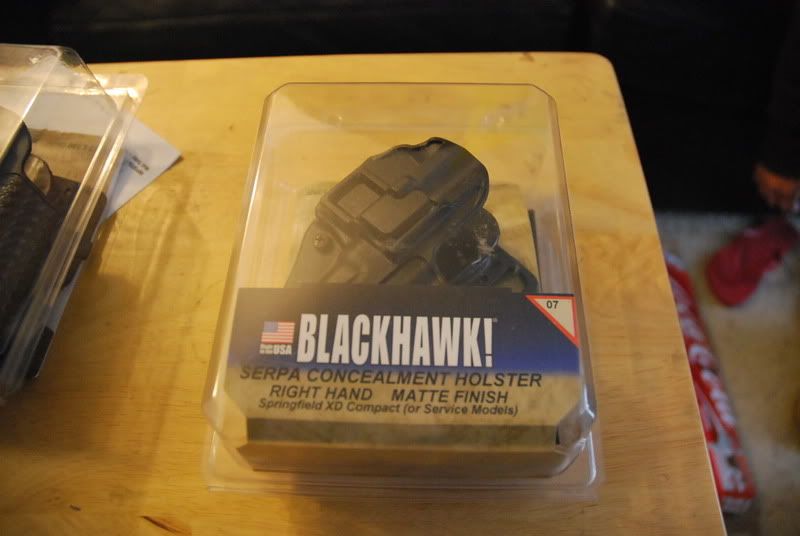 07
BLACKHAWK!
USA
SERPA CONCEALMENT HOLSTER
RIGHT HAND MATTE FINISH
Springfield XD Compact (or Service Models)